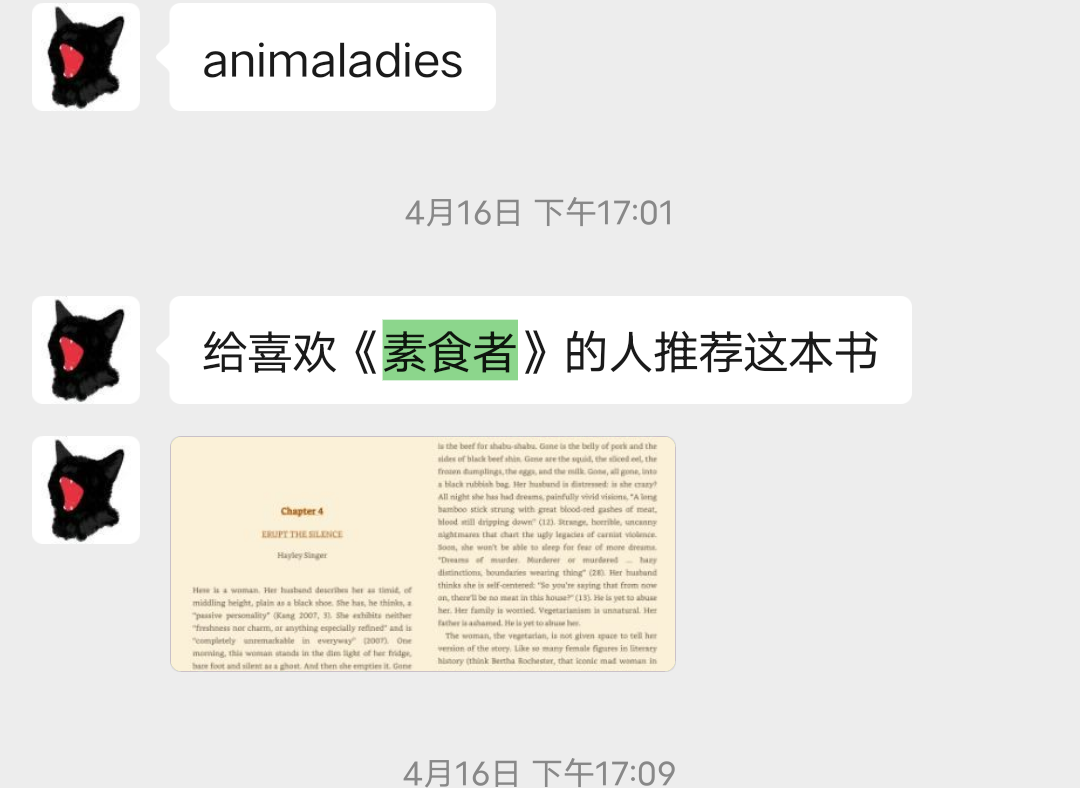 animaladies
4月16日 下午17:01
给喜欢《素食者》的人推荐这本书
Chapter 4
ERUPT THE SILENCE
Hayley Singer
Here is a woman. Her husband describes her as timid, of
middling height, plain as a black shoe. She has, he thinks, a
"passive personality" (Kang 2007, 3). She exhibits neither
"freshness nor charm, or anything especially refined" and is
"completely unremarkable in everyway" (2007). One
morning, this woman stands in the dim light of her fridge,
bare foot and silent as a ghost. And then she empties it. Gone
is the beef for shabu-shabu. Gone is the belly of pork and the
sides of black beef shin. Gone are the squid, the sliced eel, the
frozen dumplings, the eggs, and the milk. Gone, all gone, into
a black rubbish bag. Her husband is distressed: is she crazy?
All night she has had dreams, painfully vivid visions, "A long
bamboo stick strung with great blood-red gashes of meat,
blood still dripping down" (12). Strange, horrible, uncanny
nightmares that chart the ugly legacies of carnist violence.
Soon, she won't be able to sleep for fear of more dreams.
"Dreams of murder. Murderer or murdered ... hazy
distinctions, boundaries wearing thing" (28). Her husband
thinks she is self-centered: "So you're saying that from now
on, there'll be no meat in this house?" (13). He is yet to abuse
her. Her family is worried. Vegetarianism is unnatural. Her
father is ashamed. He is yet to abuse her.
The woman, the vegetarian, is not given space to tell her
version of the story. Like so many female figures in literary
history (think Bertha Rochester, that iconic mad woman in
4月16日 下午17:09